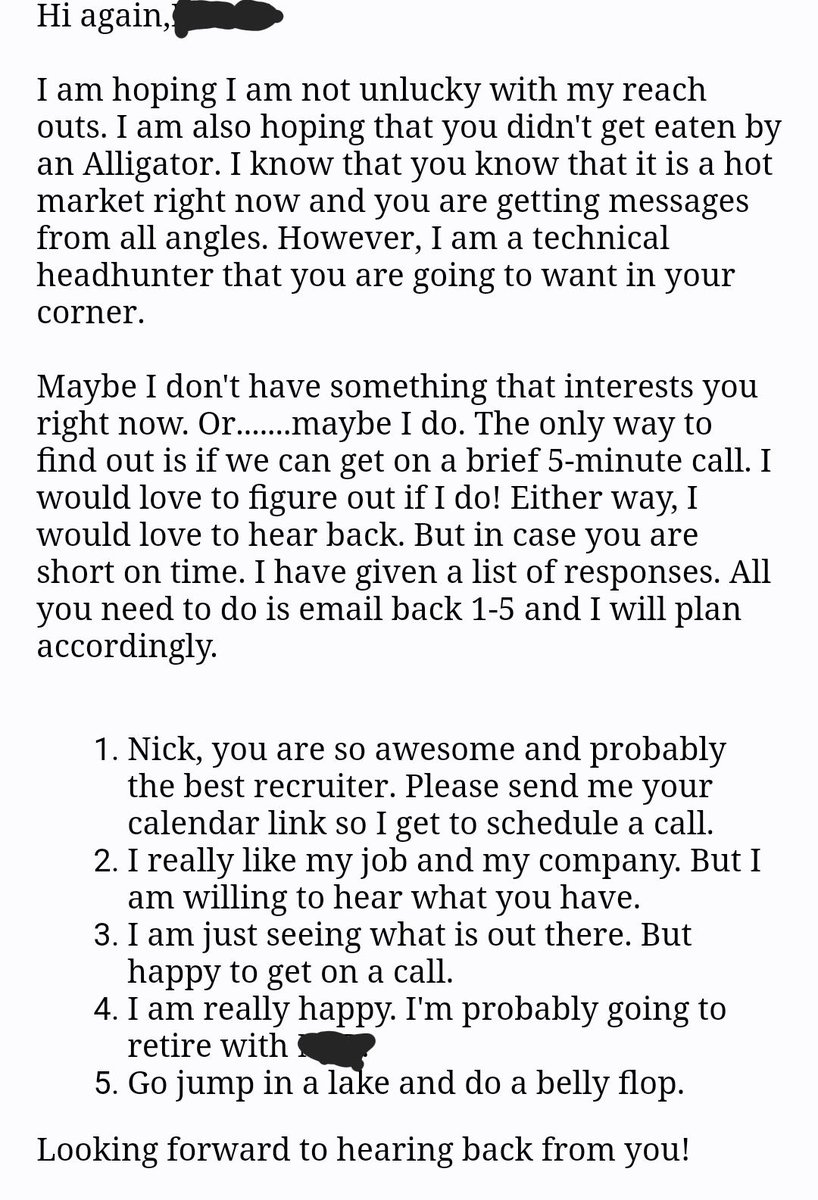 Hi again,
I am hoping I am not unlucky with my reach
outs. I am also hoping that you didn't get eaten by
an Alligator. I know that you know that it is a hot
market right now and you are getting messages
from all angles. However, I am a technical
headhunter that you are going to want in your
corner.
Maybe I don't have something that interests you
right now. Or.......maybe I do. The only way to
find out is if we can get on a brief 5-minute call. I
would love to figure out if I do! Either way, I
would love to hear back. But in case you are
short on time. I have given a list of responses. All
you need to do is email back 1-5 and I will plan
accordingly.
1. Nick, you are so awesome and probably
the best recruiter. Please send me your
calendar link so I get to schedule a call.
2. I really like my job and my company. But I
am willing to hear what you have.
3. I am just seeing what is out there. But
happy to get on a call.
4. I am really happy. I'm probably going to
retire with
5. Go jump in a lake and do a belly flop.
Looking forward to hearing back from you!